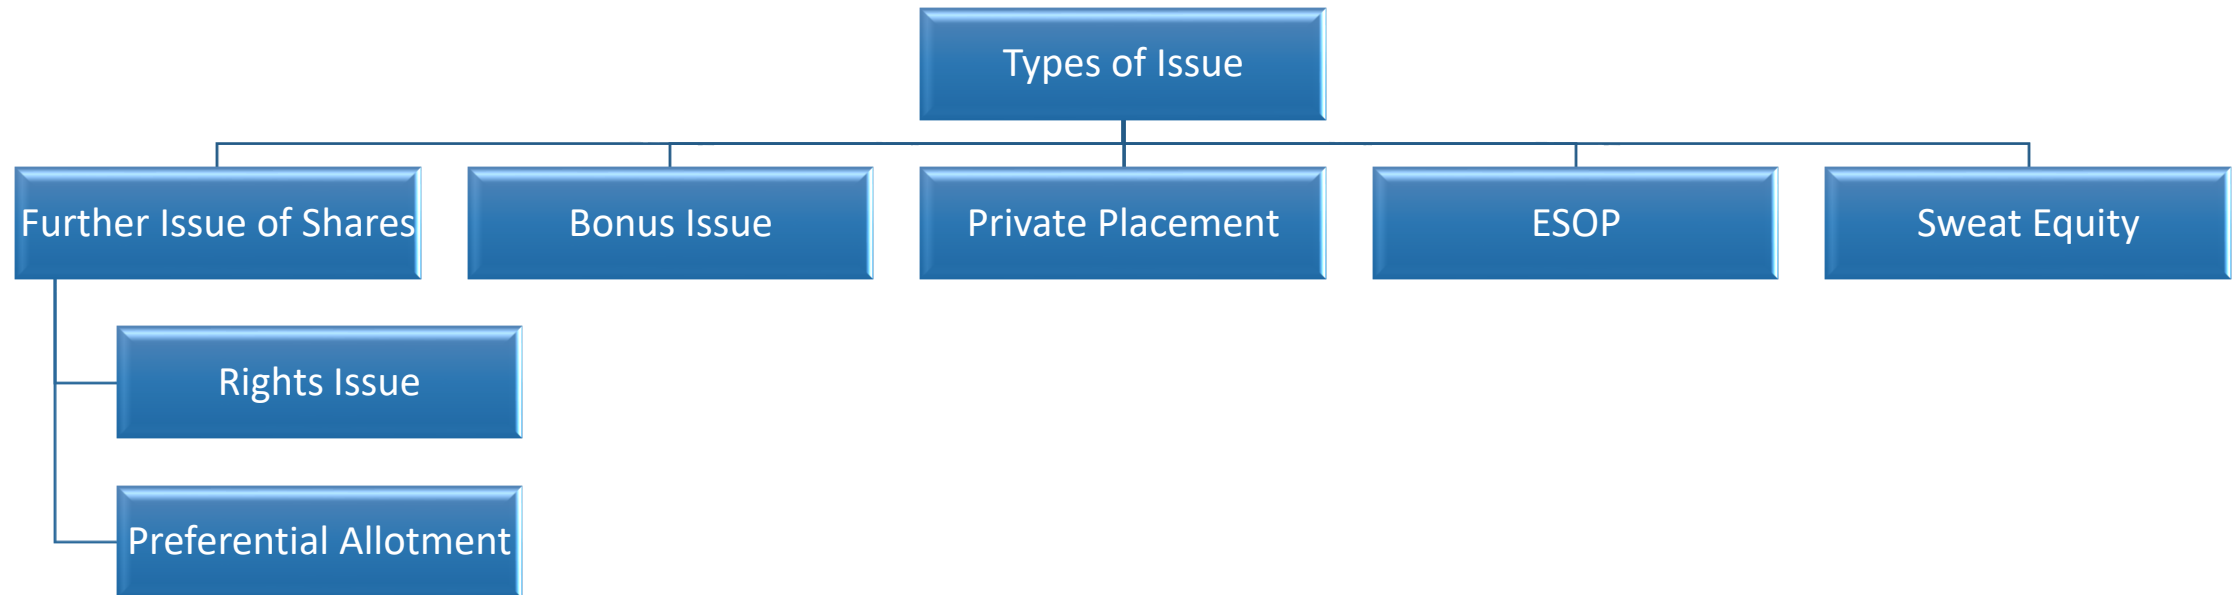 Types of Issue
Further Issue of Shares
Bonus Issue
Private Placement
ESOP
Sweat Equity
Rights Issue
Preferential Allotment